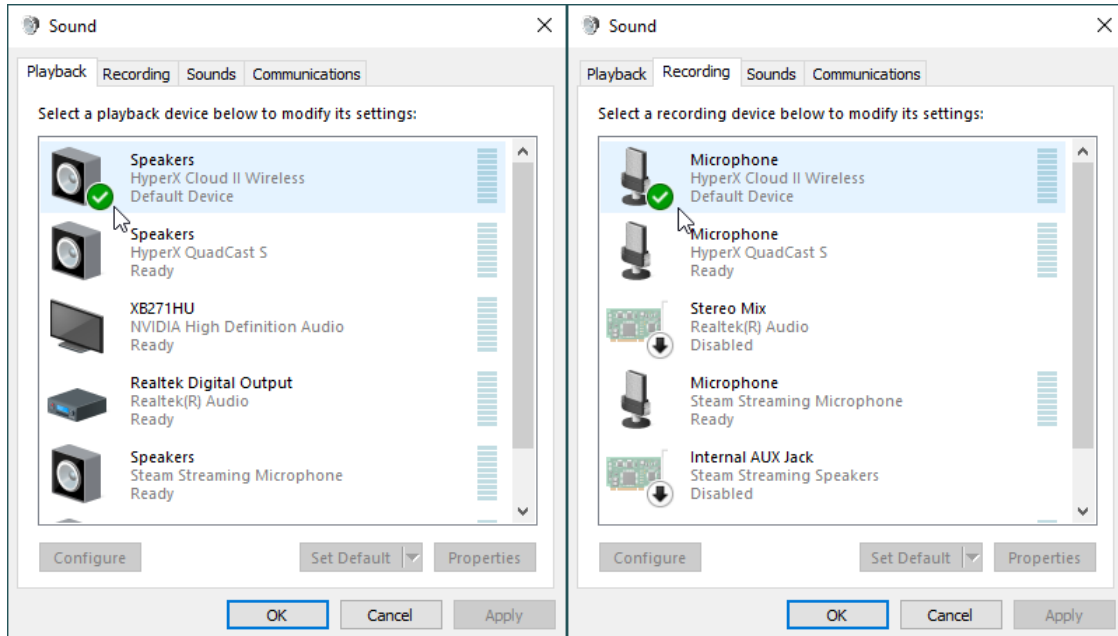 Sound
Playback Recording Sounds Communications
Select a playback device below to modify its settings:
Speakers
HyperX Cloud II Wireless
Default Device
Speakers
HyperX QuadCast S
Ready
XB271HU
NVIDIA High Definition Audio
Ready
Realtek Digital Output
Realtek(R) Audio
Ready
Speakers
Steam Streaming Microphone
Ready
Configure Set Default Properties
OK Cancel Apply
Sound
Playback Recording Sounds Communications
Select a recording device below to modify its settings:
Microphone
HyperX Cloud II Wireless
Default Device
Microphone
HyperX QuadCast S
Ready
Stereo Mix
Realtek(R) Audio
Disabled
Microphone
Steam Streaming Microphone
Ready
Internal AUX Jack
Steam Streaming Speakers
Disabled
Configure Set Default Properties
OK Cancel Apply